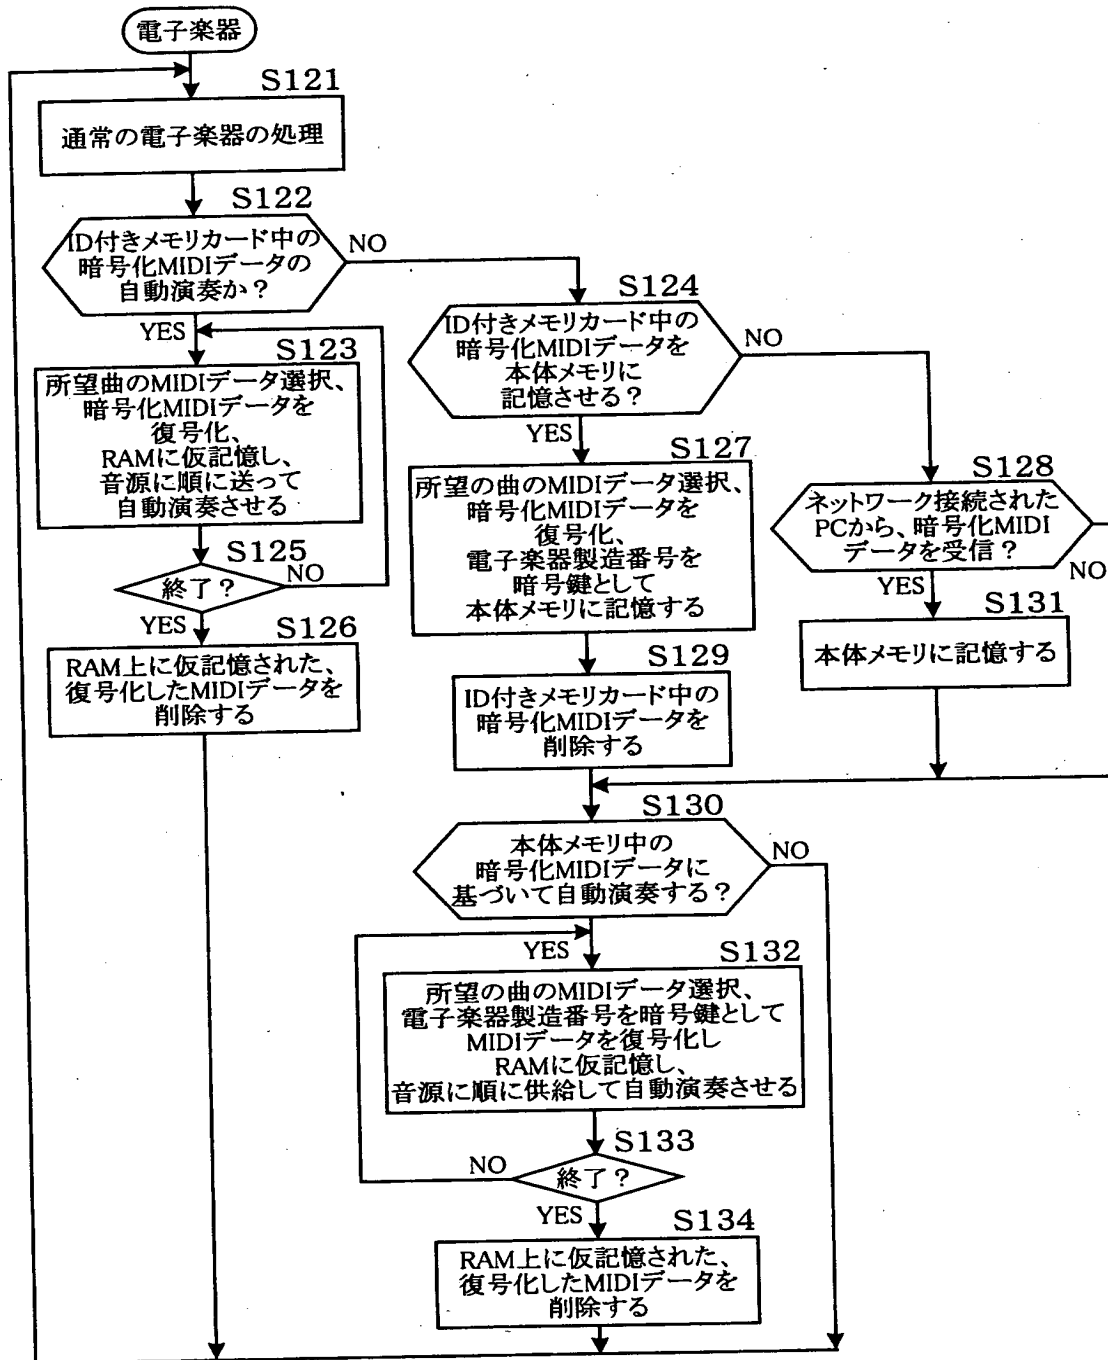 電子楽器
S121
通常の電子楽器の処理
S122
ID付きメモリカード中の
暗号化MIDIデータの
自動演奏か？
NO
YES
S123
所望曲のMIDIデータ選択、
暗号化MIDIデータを
復号化、
RAMに仮記憶し、
音源に順に送って
自動演奏させる
S125
終了？
NO
YES
S126
RAM上に仮記憶された、
復号化したMIDIデータを
削除する
S124
ID付きメモリカード中の
暗号化MIDIデータを
本体メモリに
記憶させる？
NO
YES
S127
所望の曲のMIDIデータ選択、
暗号化MIDIデータを
復号化、
電子楽器製造番号を
暗号鍵として
本体メモリに記憶する
S129
ID付きメモリカード中の
暗号化MIDIデータを
削除する
S128
ネットワーク接続された
PCから、暗号化MIDI
データを受信？
NO
YES
S131
本体メモリに記憶する
S130
本体メモリ中の
暗号化MIDIデータに
基づいて自動演奏する？
NO
YES
S132
所望の曲のMIDIデータ選択、
電子楽器製造番号を暗号鍵として
MIDIデータを復号化し
RAMに仮記憶し、
音源に順に供給して自動演奏させる
S133
終了？
NO
YES
S134
RAM上に仮記憶された、
復号化したMIDIデータを
削除する